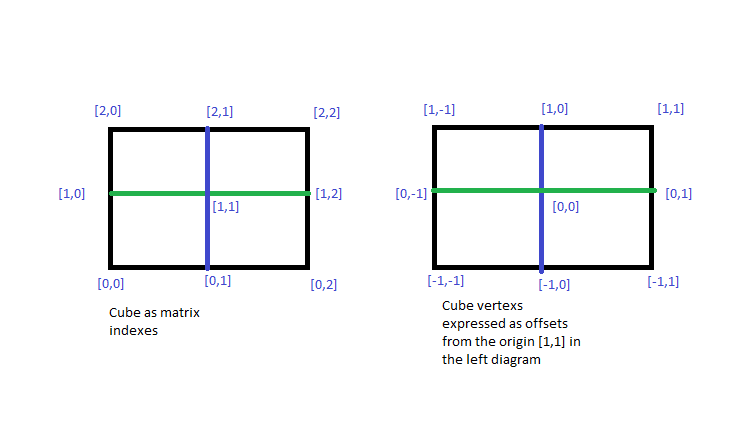 [2,0] [2,1] [2,2]
[1,0] [1,2]
[1,1]
[0,0] [0,1] [0,2]
Cube as matrix
indexes
[1,-1] [1,0] [1,1]
[0,-1] [0,1]
[0,0]
[-1,-1] [-1,0] [-1,1]
Cube vertexs
expressed as offsets
from the origin [1,1] in
the left diagram